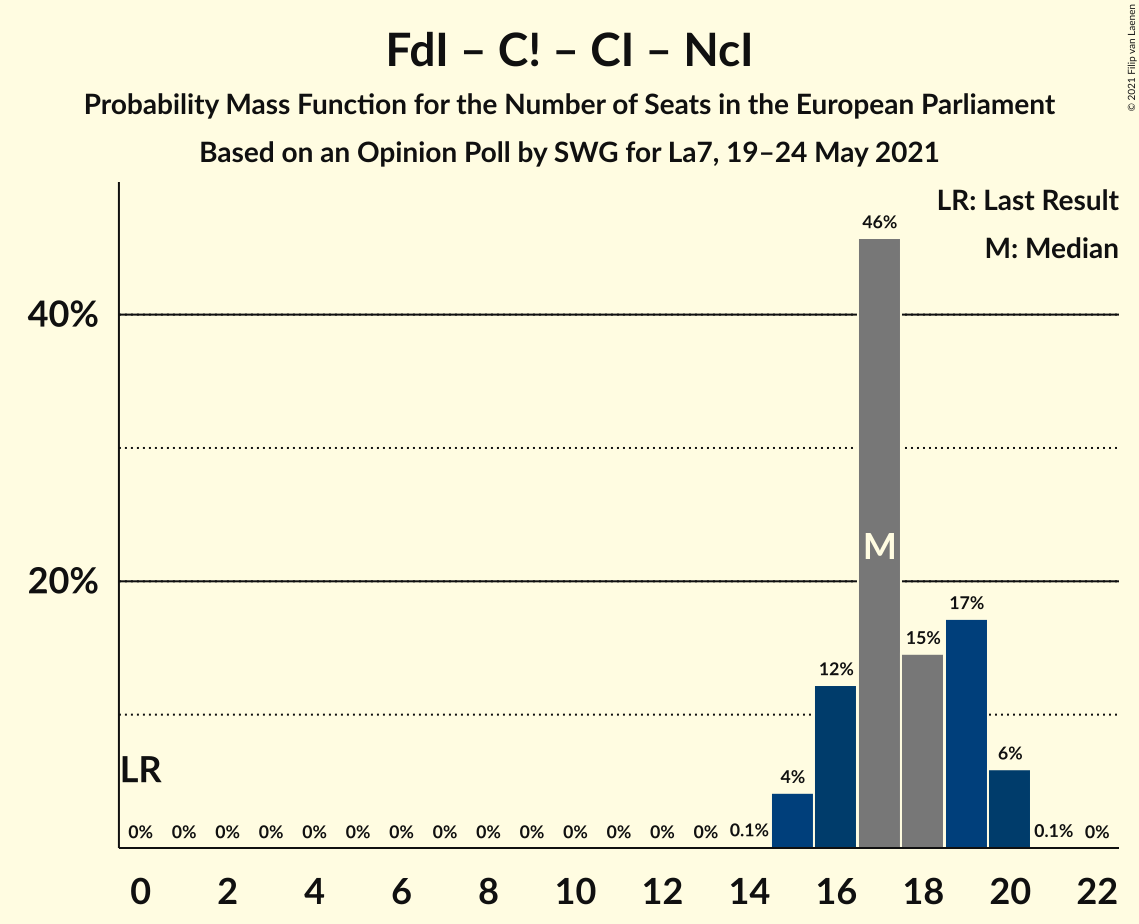 FdI – C! – CI – NcI
Probability Mass Function for the Number of Seats in the European Parliament
Based on an Opinion Poll by SWG for La7, 19–24 May 2021
© 2021 Filip van Laenen
LR: Last Result
M: Median
46%
40%
M
20%
17%
15%
12%
6%
4%
LR
0% 0% 0% 0% 0% 0% 0% 0% 0% 0% 0% 0% 0% 0% 0.1% 0.1% 0%
0 2 4 6 8 10 12 14 16 18 20 22